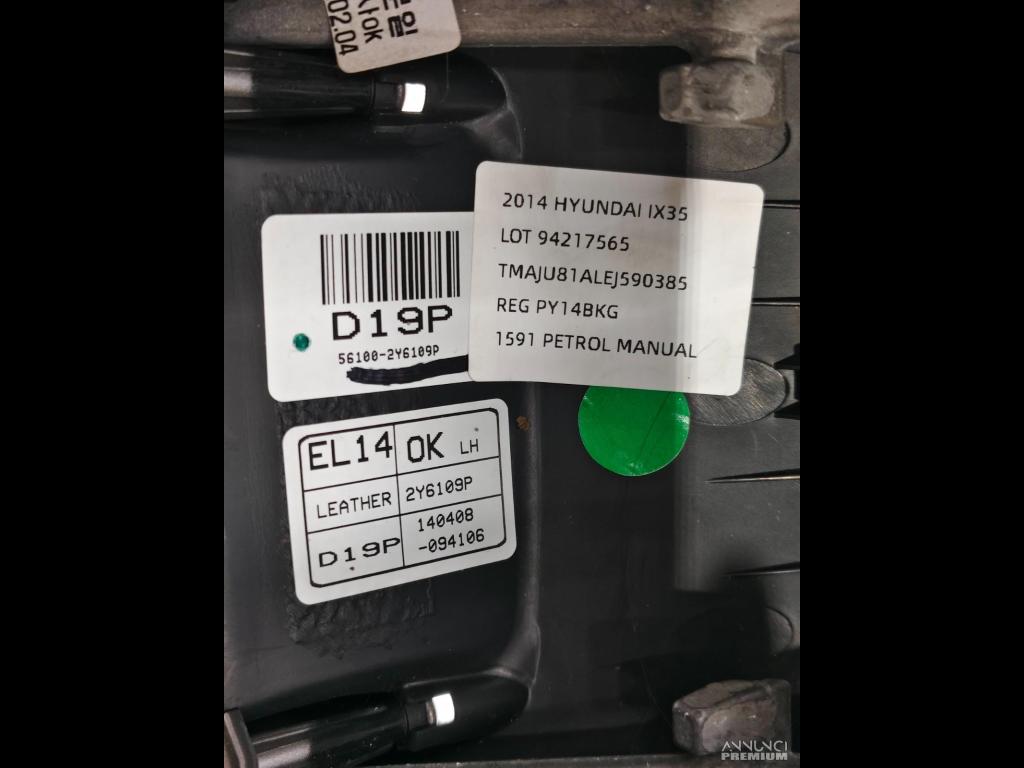 ok
02.04
2014 HYUNDAI IX35
LOT 94217565
TMAJU81ALEJ590385
REG PY14BKG
1591 PETROL MANUAL
D19P
56100-2Y6109P
EL14 OK LH
LEATHER 2Y6109P
D19P 140408
-094106
ANNUNCI
PREMIUM